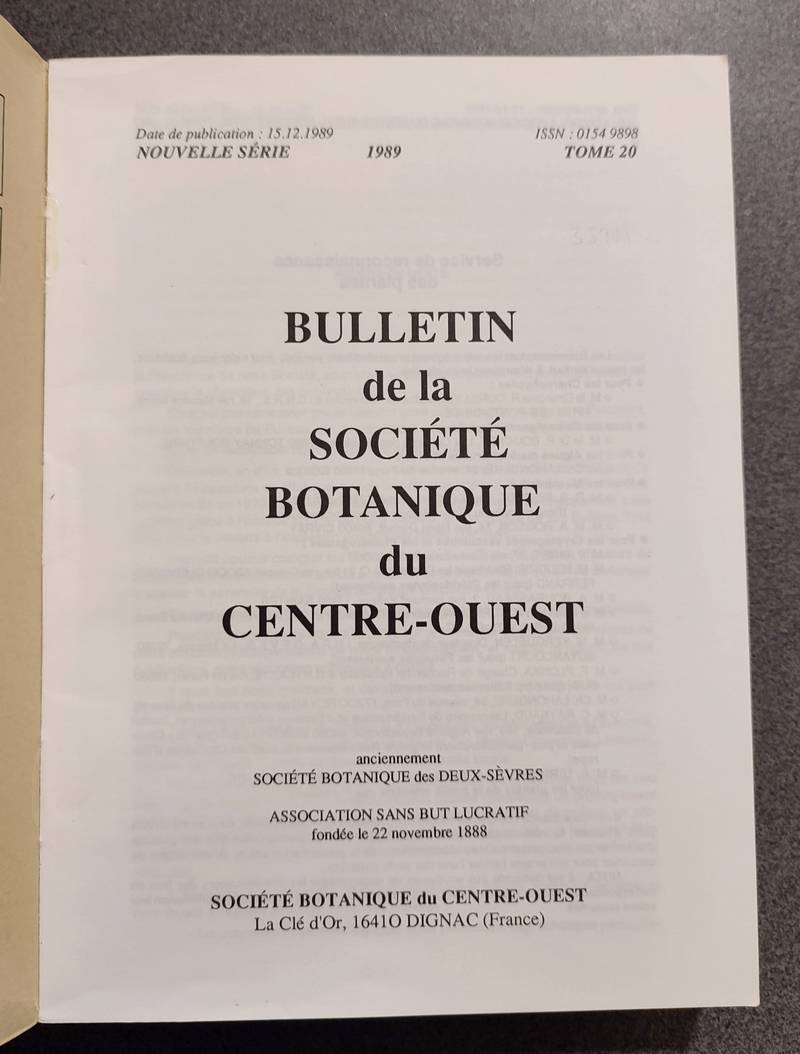 Date de publication : 15.12.1989 ISSN : 0154 9898
NOUVELLE SÉRIE 1989 TOME 20
BULLETIN
de la
SOCIÉTÉ
BOTANIQUE
du
CENTRE-OUEST
anciennement
SOCIÉTÉ BOTANIQUE des DEUX-SÈVRES
ASSOCIATION SANS BUT LUCRATIF
fondée le 22 novembre 1888
SOCIÉTÉ BOTANIQUE du CENTRE-OUEST
La Clé d'Or, 1641O DIGNAC (France)